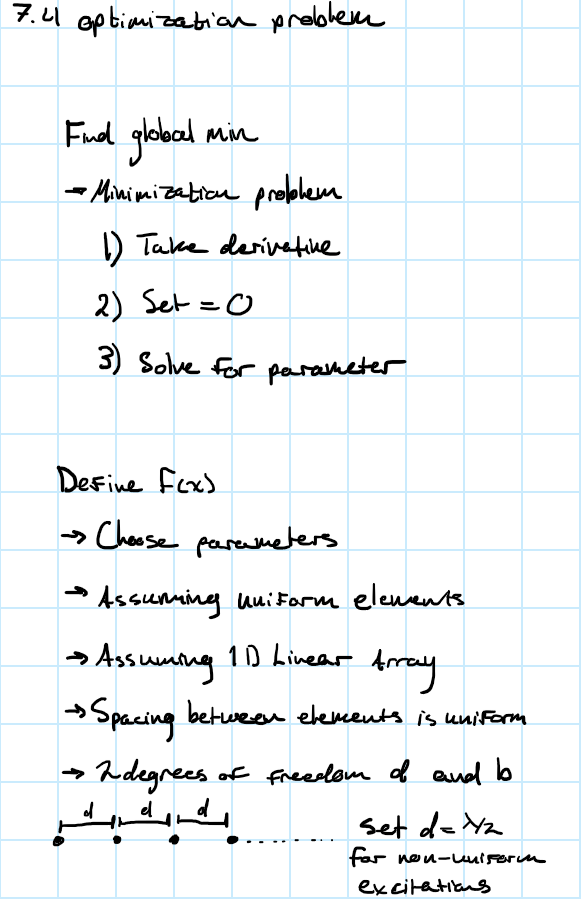 7.4 optimization problem
Find global min
→ Minimization problem
1) Take derivative
2) Set = 0
3) Solve for parameter
Define F(x)
→ Choose parameters
→ Assuming uniform elements
→ Assuming 1D Linear Array
→ Spacing between elements is uniform
→ 2 degrees of freedom d and b
d d d
set d = λ/2
for non-uniform
excitations